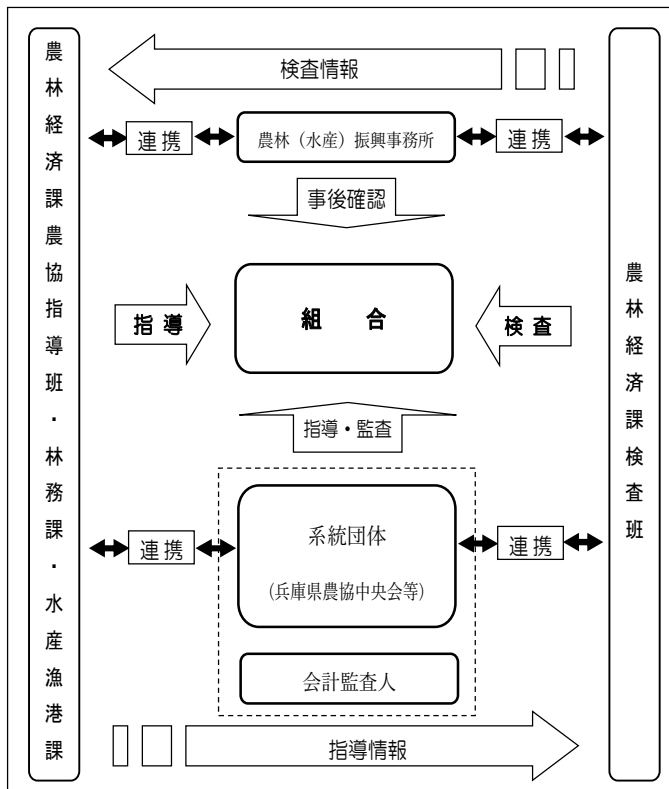 農林経済課農協指導班・林務課・水産漁港課
検査情報
連携
農林（水産）振興事務所
連携
事後確認
指導
組　合
検査
指導・監査
系統団体
連携
連携
(兵庫県農協中央会等)
会計監査人
指導情報
農林経済課検査班